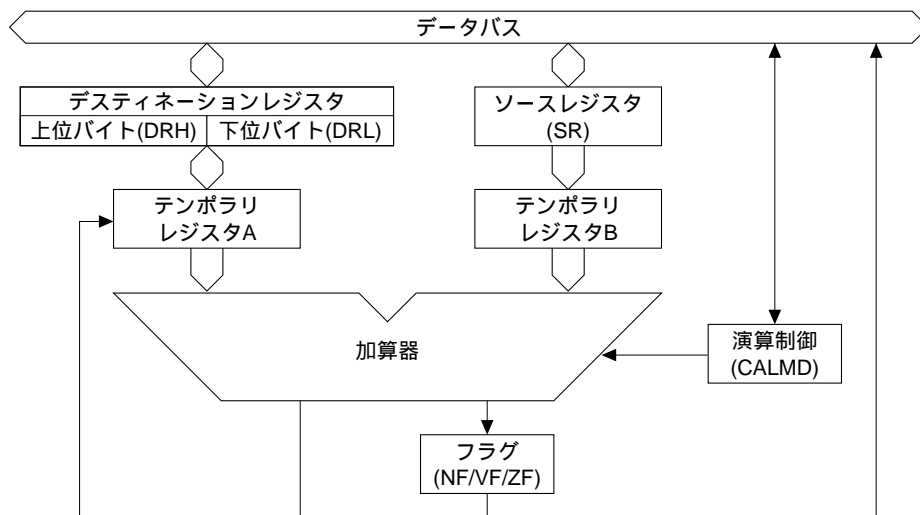 データバス
デスティネーションレジスタ
上位バイト(DRH)
下位バイト(DRL)
ソースレジスタ
(SR)
テンポラリ
レジスタA
テンポラリ
レジスタB
加算器
演算制御
(CALMD)
フラグ
(NF/VF/ZF)